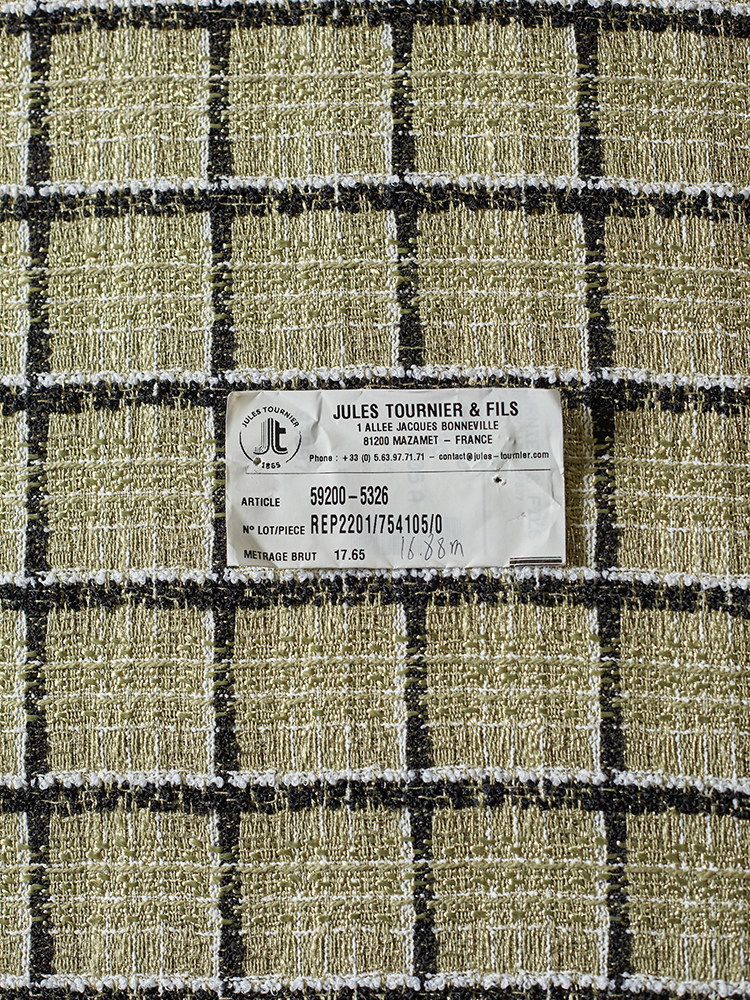 JULES TOURNIER
Jt
1865
JULES TOURNIER & FILS
1 ALLEE JACQUES BONNEVILLE
81200 MAZAMET – FRANCE
Phone : +33 (0) 5.63.97.71.71 – contact@jules-tournier.com
ARTICLE 59200-5326
N° LOT/PIECE REP2201/754105/0
METRAGE BRUT 17.65 16.88m